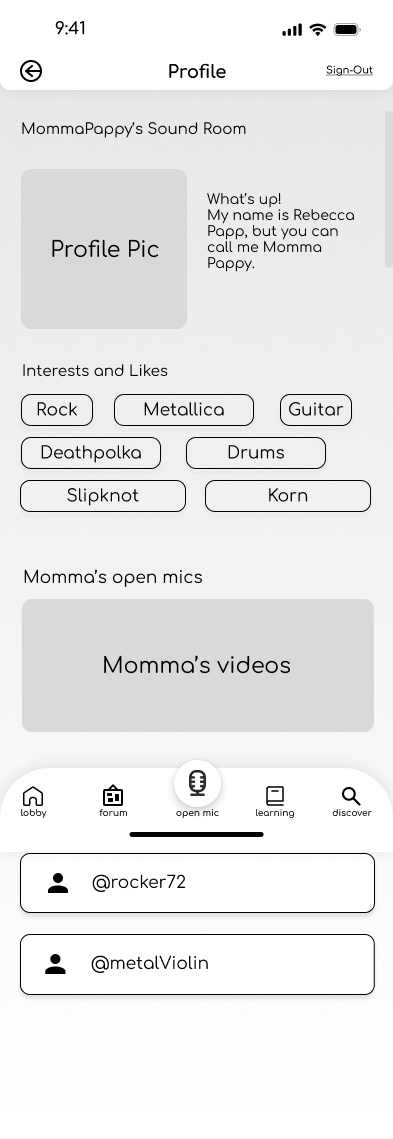 9:41
Profile
Sign-Out
MommaPappy's Sound Room
Profile Pic
What's up!
My name is Rebecca
Papp, but you can
call me Momma
Pappy.
Interests and Likes
Rock
Metallica
Guitar
Deathpolka
Drums
Slipknot
Korn
Momma's open mics
Momma's videos
lobby
forum
open mic
learning
discover
@rocker72
@metalViolin